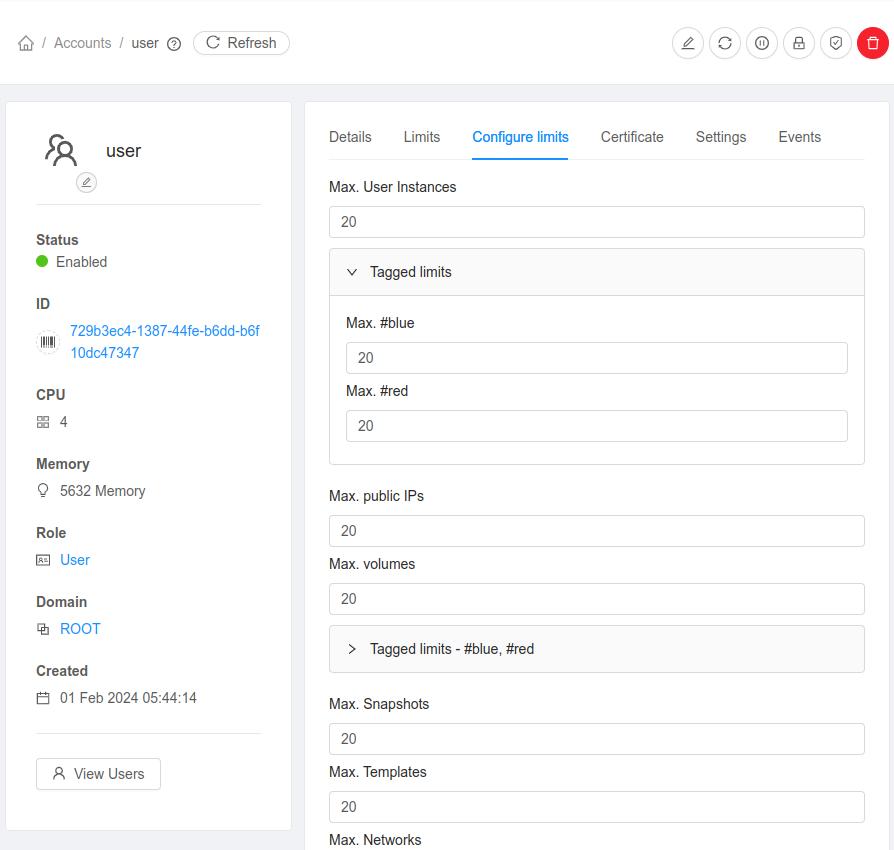 / Accounts / user Refresh
user
Status
Enabled
ID
729b3ec4-1387-44fe-b6dd-b6f
10dc47347
CPU
4
Memory
5632 Memory
Role
User
Domain
ROOT
Created
01 Feb 2024 05:44:14
View Users
Details Limits Configure limits Certificate Settings Events
Max. User Instances
20
Tagged limits
Max. #blue
20
Max. #red
20
Max. public IPs
20
Max. volumes
20
Tagged limits - #blue, #red
Max. Snapshots
20
Max. Templates
20
Max. Networks